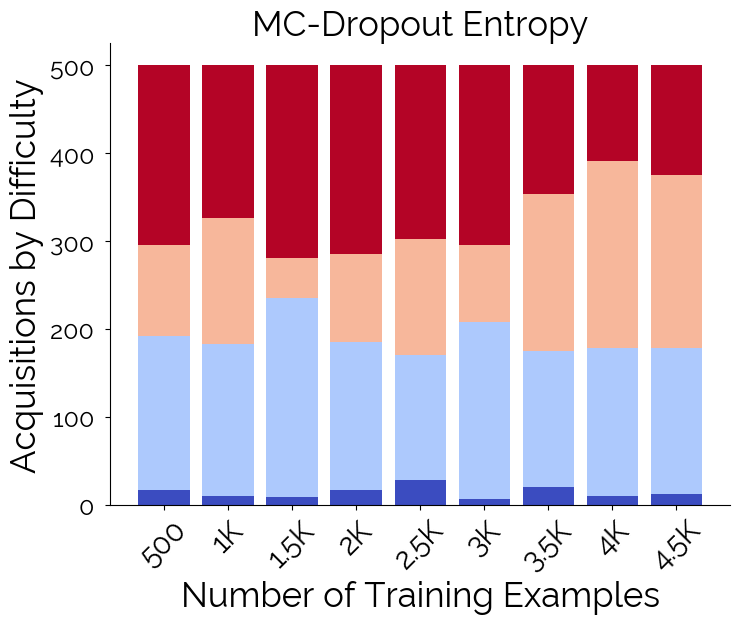 MC-Dropout Entropy
Acquisitions by Difficulty
500
400
300
200
100
0
500 1K 1.5K 2K 2.5K 3K 3.5K 4K 4.5K
Number of Training Examples